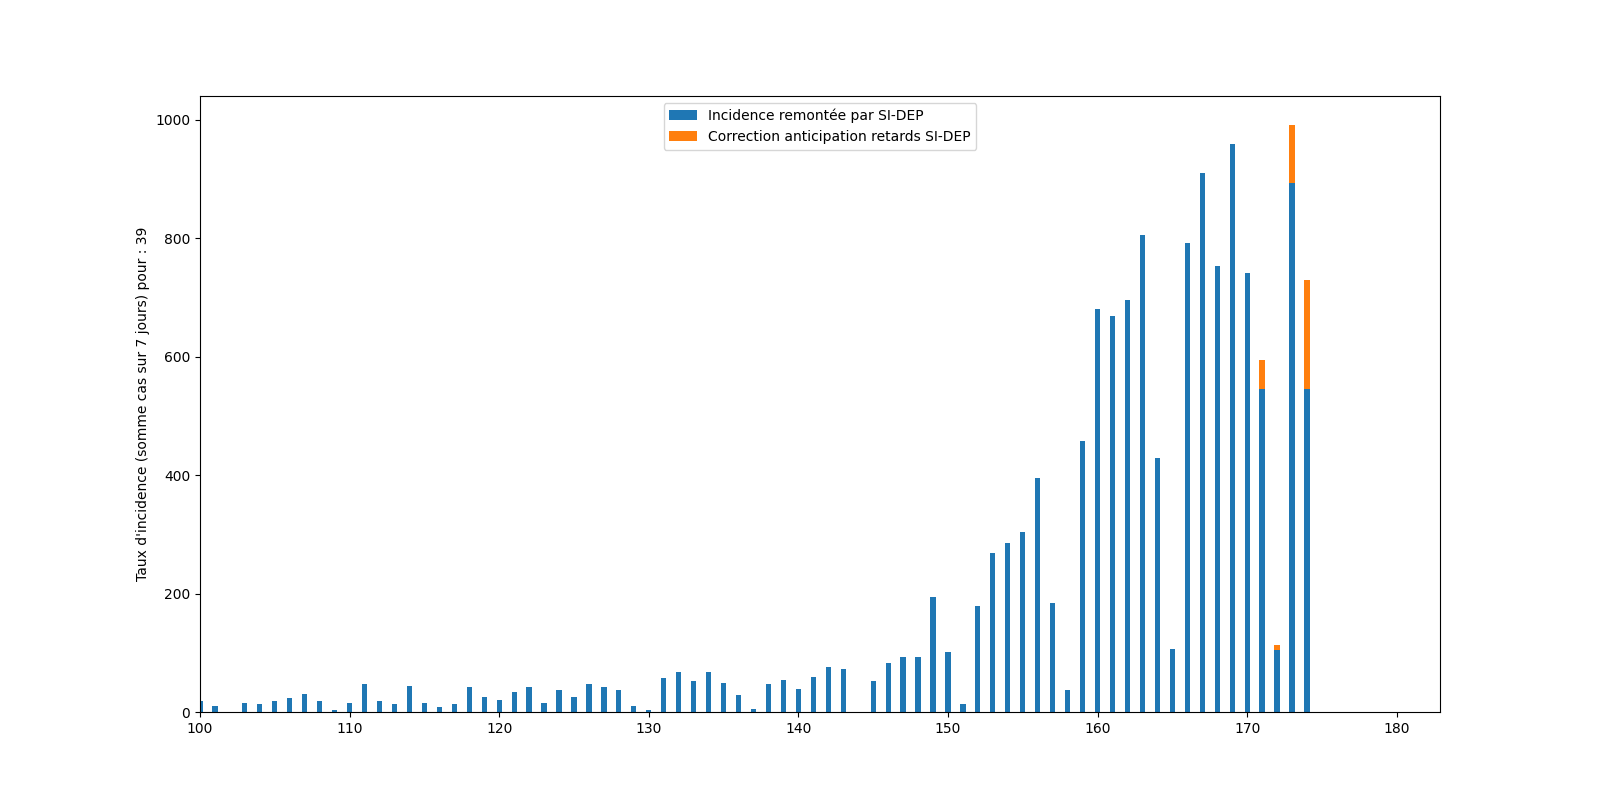 Incidence remontée par SI-DEP
Correction anticipation retards SI-DEP
Taux d'incidence (somme cas sur 7 jours) pour : 39
1000
800
600
400
200
0
100 110 120 130 140 150 160 170 180